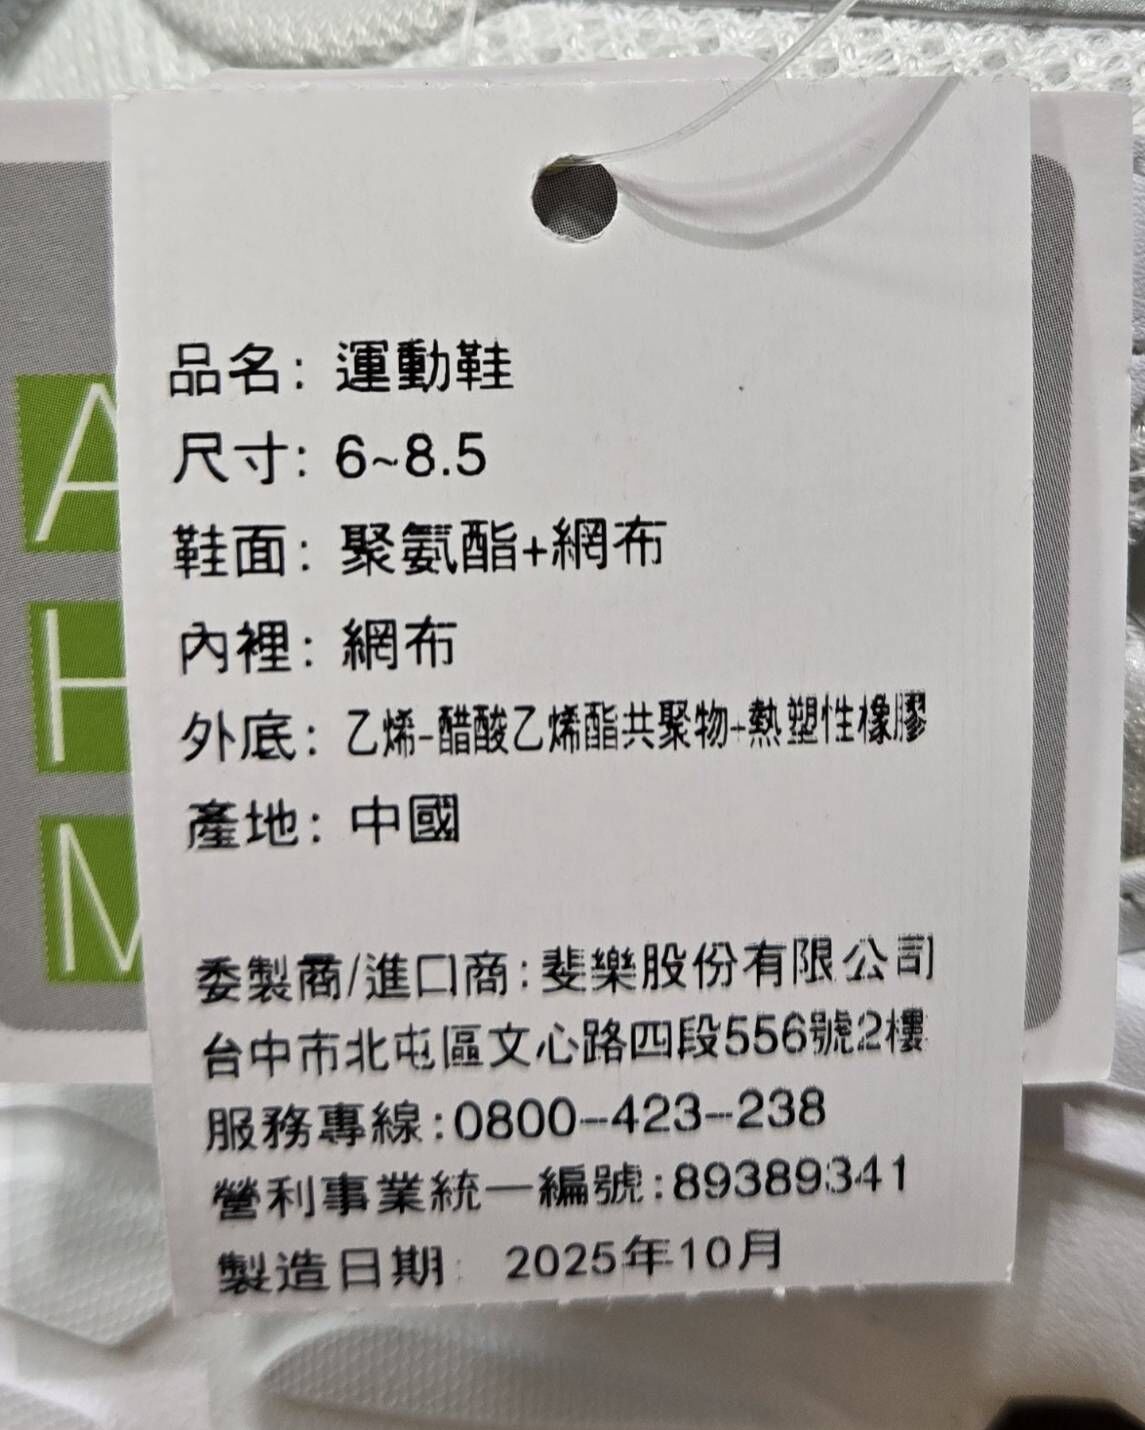 品名: 運動鞋
尺寸: 6~8.5
鞋面: 聚氨酯+網布
內裡: 網布
外底: 乙烯-醋酸乙烯酯共聚物+熱塑性橡膠
產地: 中國
委製商/進口商:斐樂股份有限公司
台中市北屯區文心路四段556號2樓
服務專線:0800-423-238
營利事業統一編號:89389341
製造日期: 2025年10月
A
H
M